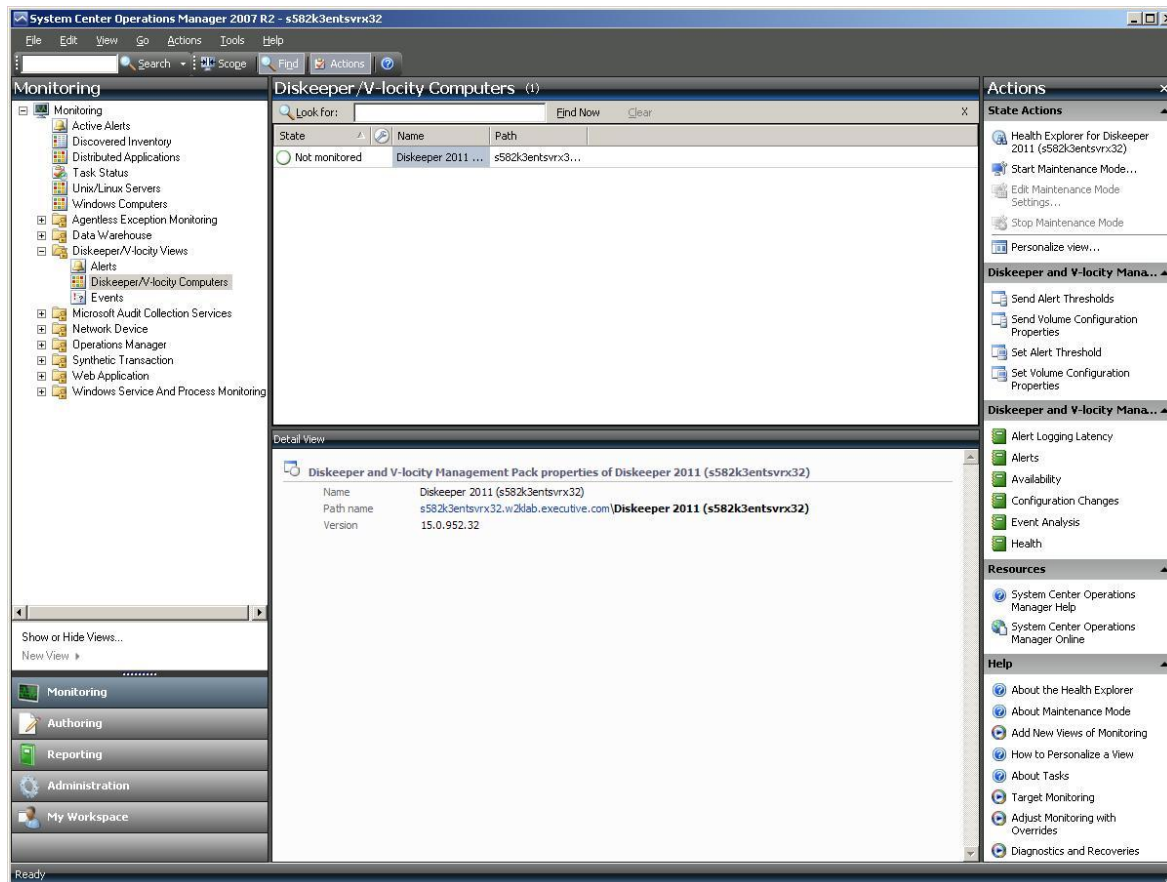 System Center Operations Manager 2007 R2 - s582k3entsvrx32
File Edit View Go Actions Tools Help
Search Scope Find Actions
Monitoring
Monitoring
Active Alerts
Discovered Inventory
Distributed Applications
Task Status
Unix/Linux Servers
Windows Computers
Agentless Exception Monitoring
Data Warehouse
Diskeeper/V-locity Views
Alerts
Diskeeper/V-locity Computers
Events
Microsoft Audit Collection Services
Network Device
Operations Manager
Synthetic Transaction
Web Application
Windows Service And Process Monitoring
Show or Hide Views...
New View
Monitoring
Authoring
Reporting
Administration
My Workspace
Diskeeper/V-locity Computers (1)
Look for: Find Now Clear X
State Name Path
Not monitored Diskeeper 2011 ... s582k3entsvrx3...
Detail View
Diskeeper and V-locity Management Pack properties of Diskeeper 2011 (s582k3entsvrx32)
Name Diskeeper 2011 (s582k3entsvrx32)
Path name s582k3entsvrx32.w2klab.executive.com\Diskeeper 2011 (s582k3entsvrx32)
Version 15.0.952.32
Actions
State Actions
Health Explorer for Diskeeper
2011 (s582k3entsvrx32)
Start Maintenance Mode...
Edit Maintenance Mode
Settings...
Stop Maintenance Mode
Personalize view...
Diskeeper and V-locity Mana...
Send Alert Thresholds
Send Volume Configuration
Properties
Set Alert Threshold
Set Volume Configuration
Properties
Diskeeper and V-locity Mana...
Alert Logging Latency
Alerts
Availability
Configuration Changes
Event Analysis
Health
Resources
System Center Operations
Manager Help
System Center Operations
Manager Online
Help
About the Health Explorer
About Maintenance Mode
Add New Views of Monitoring
How to Personalize a View
About Tasks
Target Monitoring
Adjust Monitoring with
Overrides
Diagnostics and Recoveries
Ready